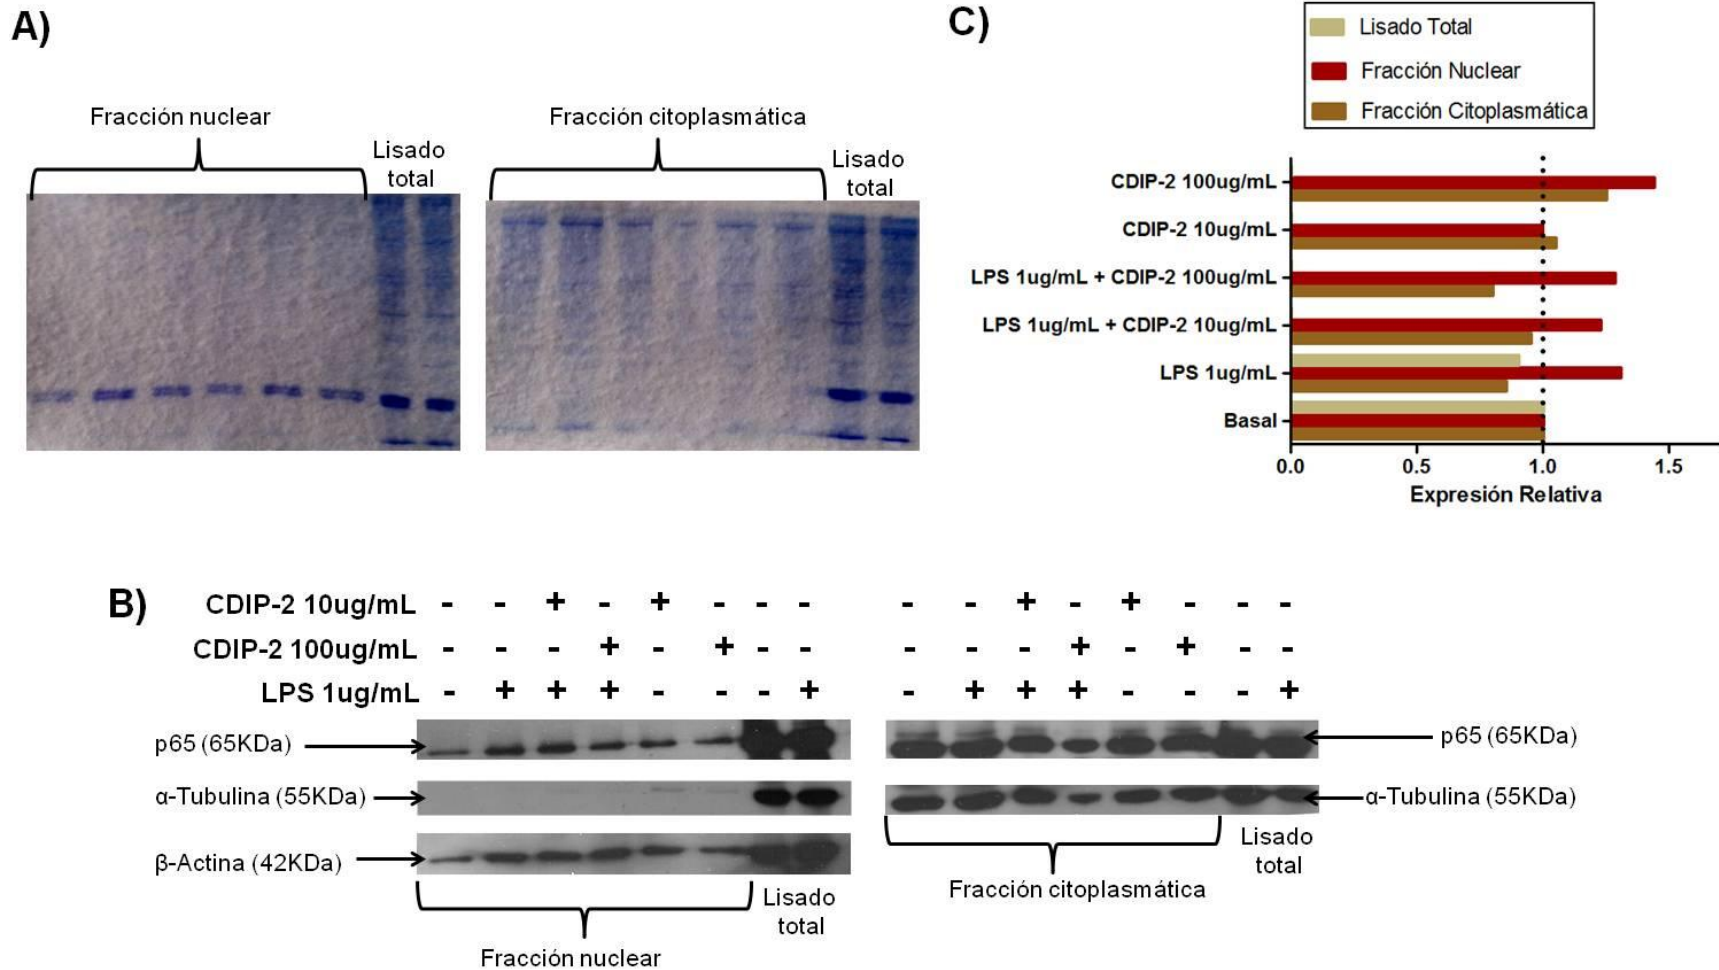 A)
Fracción nuclear
Lisado
total
Fracción citoplasmática
Lisado
total
C)
Lisado Total
Fracción Nuclear
Fracción Citoplasmática
CDIP-2 100ug/mL
CDIP-2 10ug/mL
LPS 1ug/mL + CDIP-2 100ug/mL
LPS 1ug/mL + CDIP-2 10ug/mL
LPS 1ug/mL
Basal
0.0 0.5 1.0 1.5
Expresión Relativa
B)
CDIP-2 10ug/mL - - + - + - - - - - + - + - - -
CDIP-2 100ug/mL - - - + - + - - - - - + - + - -
LPS 1ug/mL - + + + - - - + - + + + - - - +
p65 (65KDa)
p65 (65KDa)
α-Tubulina (55KDa)
α-Tubulina (55KDa)
β-Actina (42KDa)
Lisado
total
Fracción nuclear
Lisado
total
Fracción citoplasmática